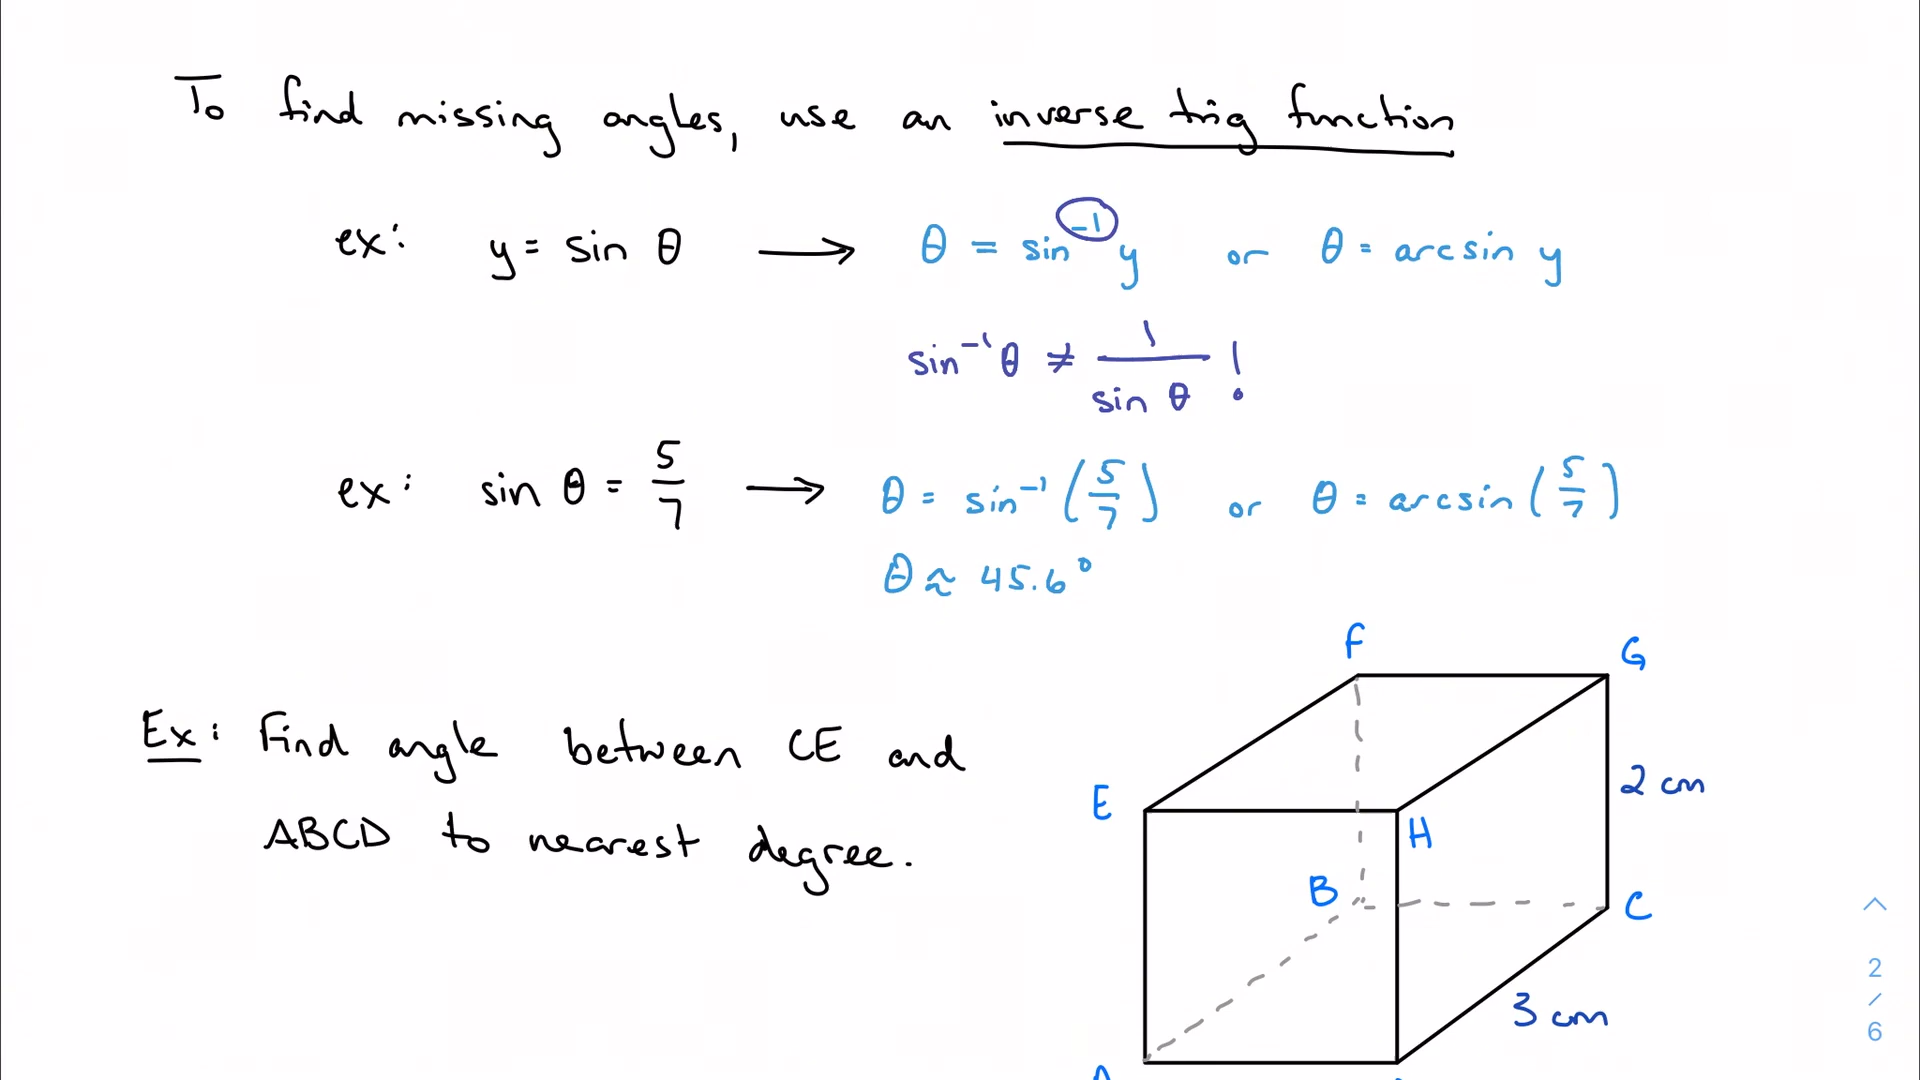 To find missing angles, use an inverse trig function
ex: y = sin θ → θ = sin⁻¹ y or θ = arcsin y
sin⁻¹ θ ≠ 1/sin θ !
ex: sin θ = 5/7 → θ = sin⁻¹ (5/7) or θ = arcsin (5/7)
θ ≈ 45.6°
F
G
Ex: Find angle between CE and
2 cm
E
H
ABCD to nearest degree.
B
C
3 cm
2
/
6